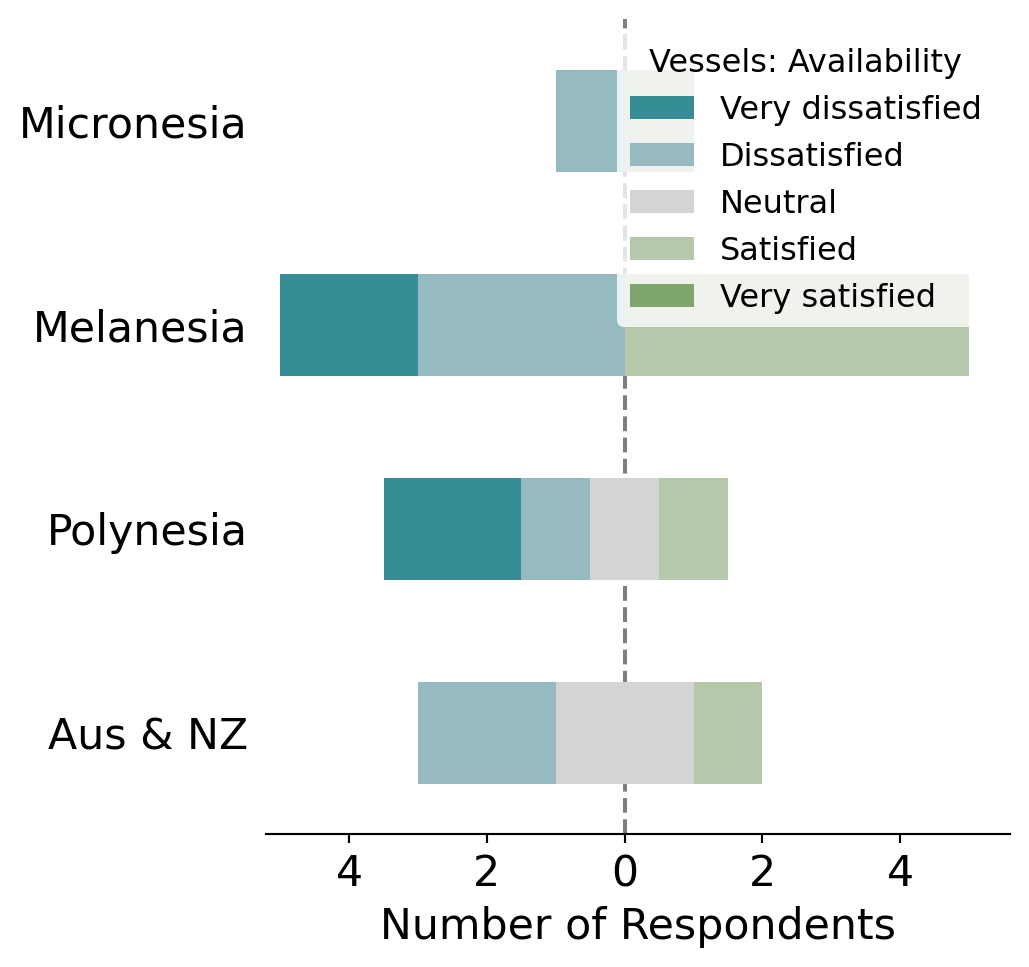 Vessels: Availability
Very dissatisfied
Dissatisfied
Neutral
Satisfied
Very satisfied
Micronesia
Melanesia
Polynesia
Aus & NZ
4 2 0 2 4
Number of Respondents